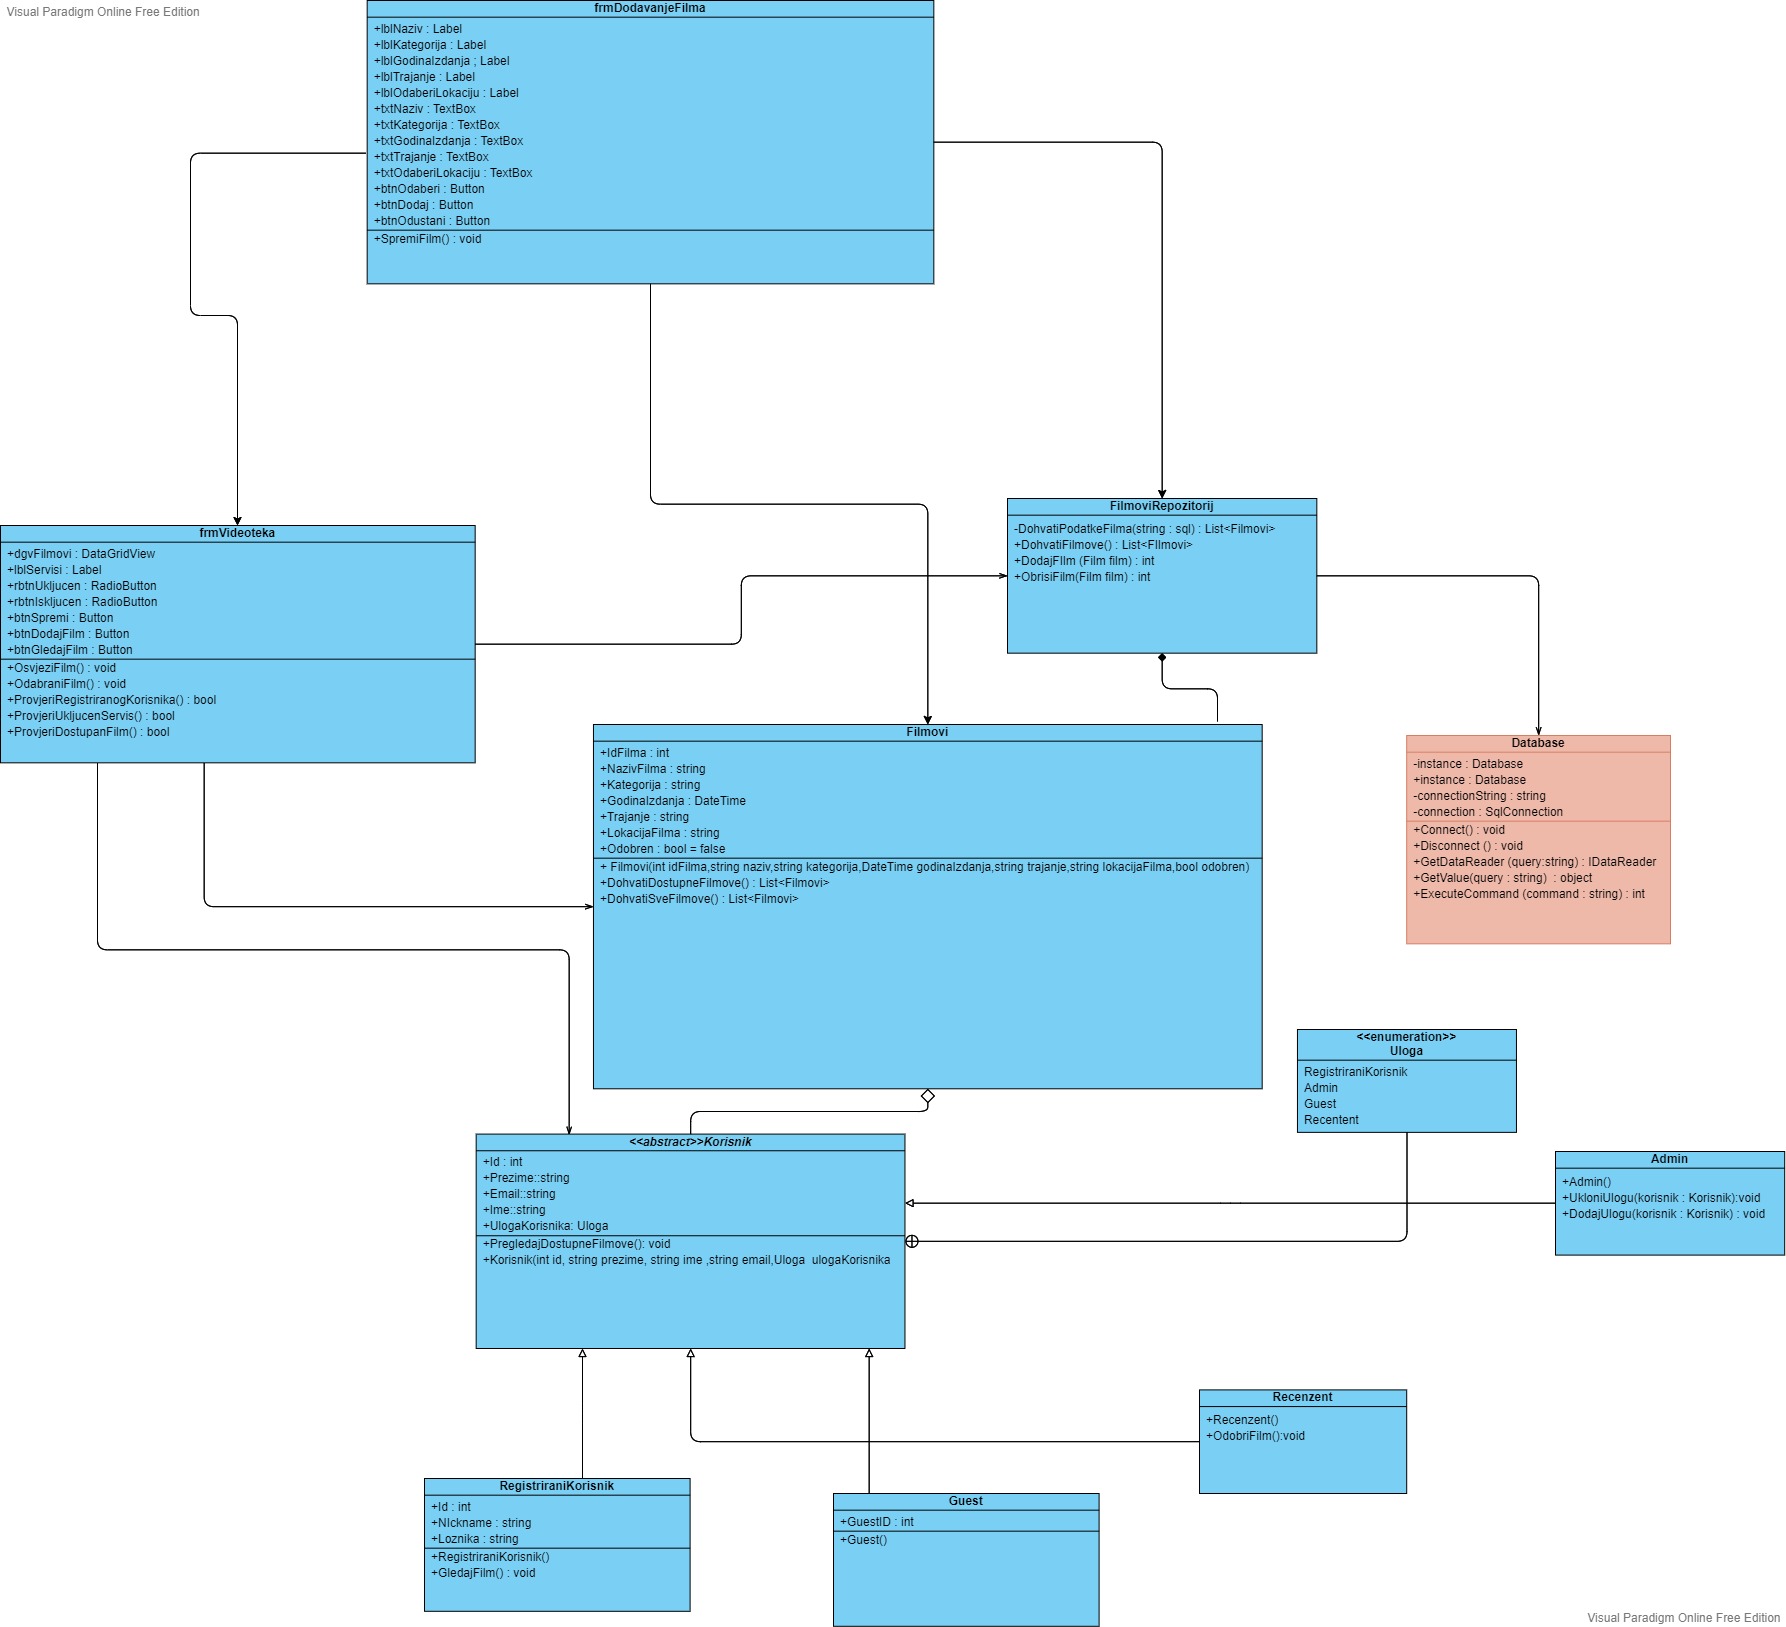 Visual Paradigm Online Free Edition
frmDodavanjeFilma
+lblNaziv : Label
+lblKategorija : Label
+lblGodinaIzdanja ; Label
+lblTrajanje : Label
+lblOdaberiLokaciju : Label
+txtNaziv : TextBox
+txtKategorija : TextBox
+txtGodinaIzdanja : TextBox
+txtTrajanje : TextBox
+txtOdaberiLokaciju : TextBox
+btnOdaberi : Button
+btnDodaj : Button
+btnOdustani : Button
+SpremiFilm() : void
frmVideoteka
+dgvFilmovi : DataGridView
+lblServisi : Label
+rbtnUkljucen : RadioButton
+rbtnIskljucen : RadioButton
+btnSpremi : Button
+btnDodajFilm : Button
+btnGledajFilm : Button
+OsvjeziFilm() : void
+OdabraniFilm() : void
+ProvjeriRegistriranogKorisnika() : bool
+ProvjeriUkljucenServis() : bool
+ProvjeriDostupanFilm() : bool
FilmoviRepozitorij
-DohvatiPodatkeFilma(string : sql) : List<Filmovi>
+DohvatiFilmove() : List<FIlmovi>
+DodajFIlm (Film film) : int
+ObrisiFilm(Film film) : int
Filmovi
+IdFilma : int
+NazivFilma : string
+Kategorija : string
+GodinaIzdanja : DateTime
+Trajanje : string
+LokacijaFilma : string
+Odobren : bool = false
+ Filmovi(int idFilma,string naziv,string kategorija,DateTime godinaIzdanja,string trajanje,string lokacijaFilma,bool odobren)
+DohvatiDostupneFilmove() : List<Filmovi>
+DohvatiSveFilmove() : List<Filmovi>
Database
-instance : Database
+instance : Database
-connectionString : string
-connection : SqlConnection
+Connect() : void
+Disconnect () : void
+GetDataReader (query:string) : IDataReader
+GetValue(query : string)  : object
+ExecuteCommand (command : string) : int
<<enumeration>>
Uloga
RegistriraniKorisnik
Admin
Guest
Recentent
<<abstract>>Korisnik
+Id : int
+Prezime::string
+Email::string
+Ime::string
+UlogaKorisnika: Uloga
+PregledajDostupneFilmove(): void
+Korisnik(int id, string prezime, string ime ,string email,Uloga  ulogaKorisnika
Admin
+Admin()
+UkloniUlogu(korisnik : Korisnik):void
+DodajUlogu(korisnik : Korisnik) : void
Recenzent
+Recenzent()
+OdobriFilm():void
RegistriraniKorisnik
+Id : int
+NIckname : string
+Loznika : string
+RegistriraniKorisnik()
+GledajFilm() : void
Guest
+GuestID : int
+Guest()
Visual Paradigm Online Free Edition